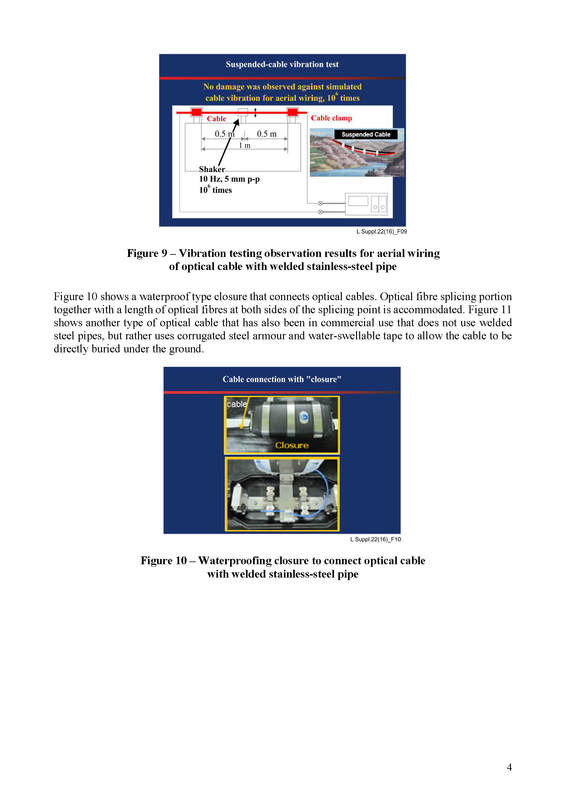 Suspended-cable vibration test
No damage was observed against simulated
cable vibration for aerial wiring, 10⁶ times
Cable
Cable clamp
0.5 m
0.5 m
1 m
Suspended Cable
Shaker
10 Hz, 5 mm p-p
10⁶ times
L Suppl.22(16)_F09
Figure 9 – Vibration testing observation results for aerial wiring
of optical cable with welded stainless-steel pipe
Figure 10 shows a waterproof type closure that connects optical cables. Optical fibre splicing portion
together with a length of optical fibres at both sides of the splicing point is accommodated. Figure 11
shows another type of optical cable that has also been in commercial use that does not use welded
steel pipes, but rather uses corrugated steel armour and water-swellable tape to allow the cable to be
directly buried under the ground.
Cable connection with "closure"
cable
Closure
L Suppl.22(16)_F10
Figure 10 – Waterproofing closure to connect optical cable
with welded stainless-steel pipe
4